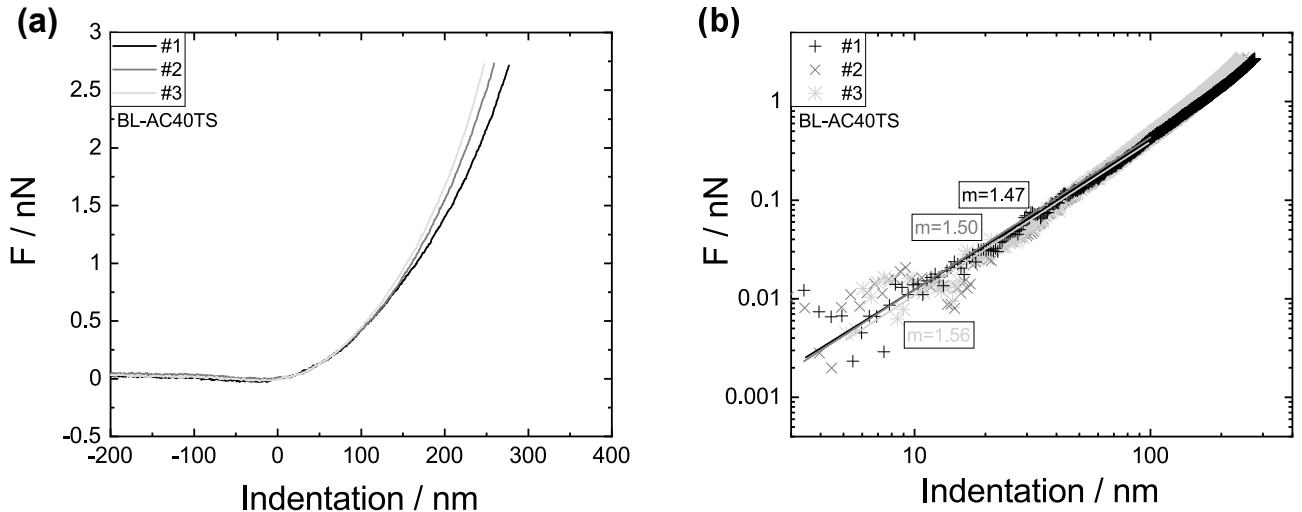 (a)
3
2.5
2
1.5
1
0.5
0
-0.5
-200
-100
0
100
200
300
400
F / nN
Indentation / nm
#1
#2
#3
BL-AC40TS
(b)
1
0.1
0.01
0.001
10
100
F / nN
Indentation / nm
#1
#2
#3
BL-AC40TS
m=1.47
m=1.50
m=1.56